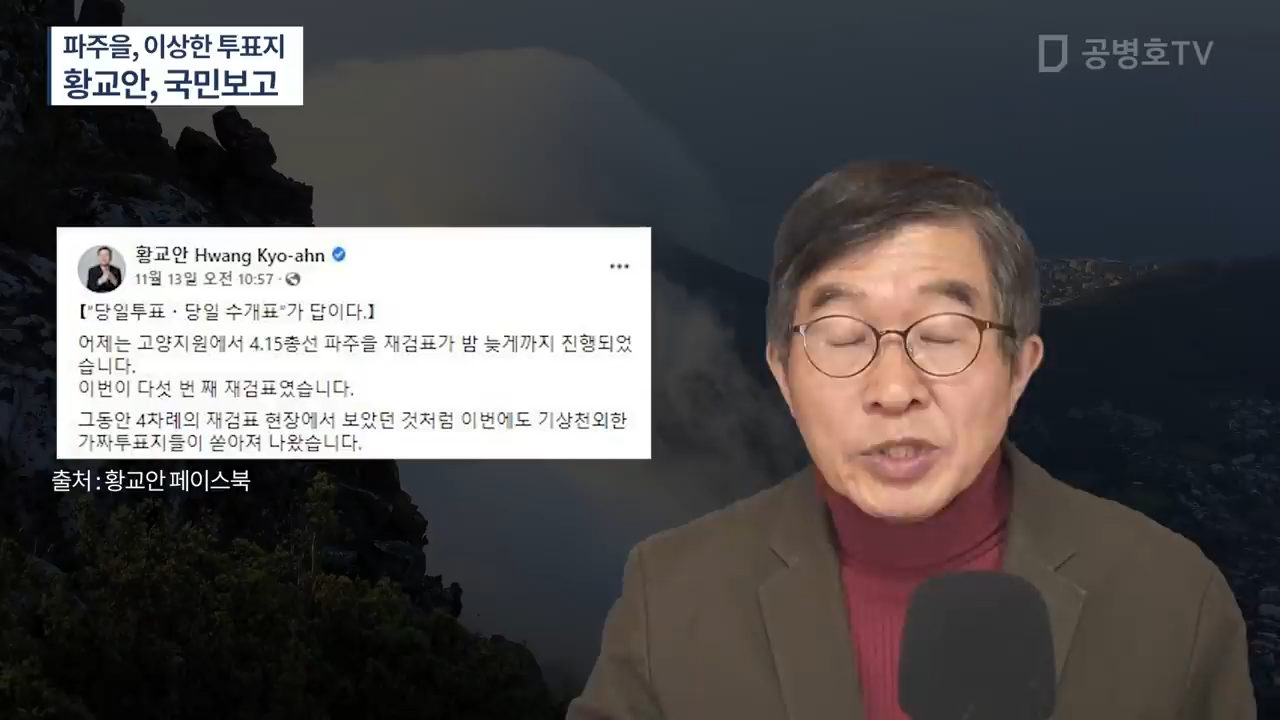 파주을, 이상한 투표지
황교안, 국민보고
공병호TV
황교안 Hwang Kyo-ahn
11월 13일 오전 10:57 ·
【"당일투표 · 당일 수개표"가 답이다.】
어제는 고양지원에서 4.15총선 파주을 재검표가 밤 늦게까지 진행되었
습니다.
이번이 다섯 번 째 재검표였습니다.
그동안 4차례의 재검표 현장에서 보았던 것처럼 이번에도 기상천외한
가짜투표지들이 쏟아져 나왔습니다.
출처 : 황교안 페이스북